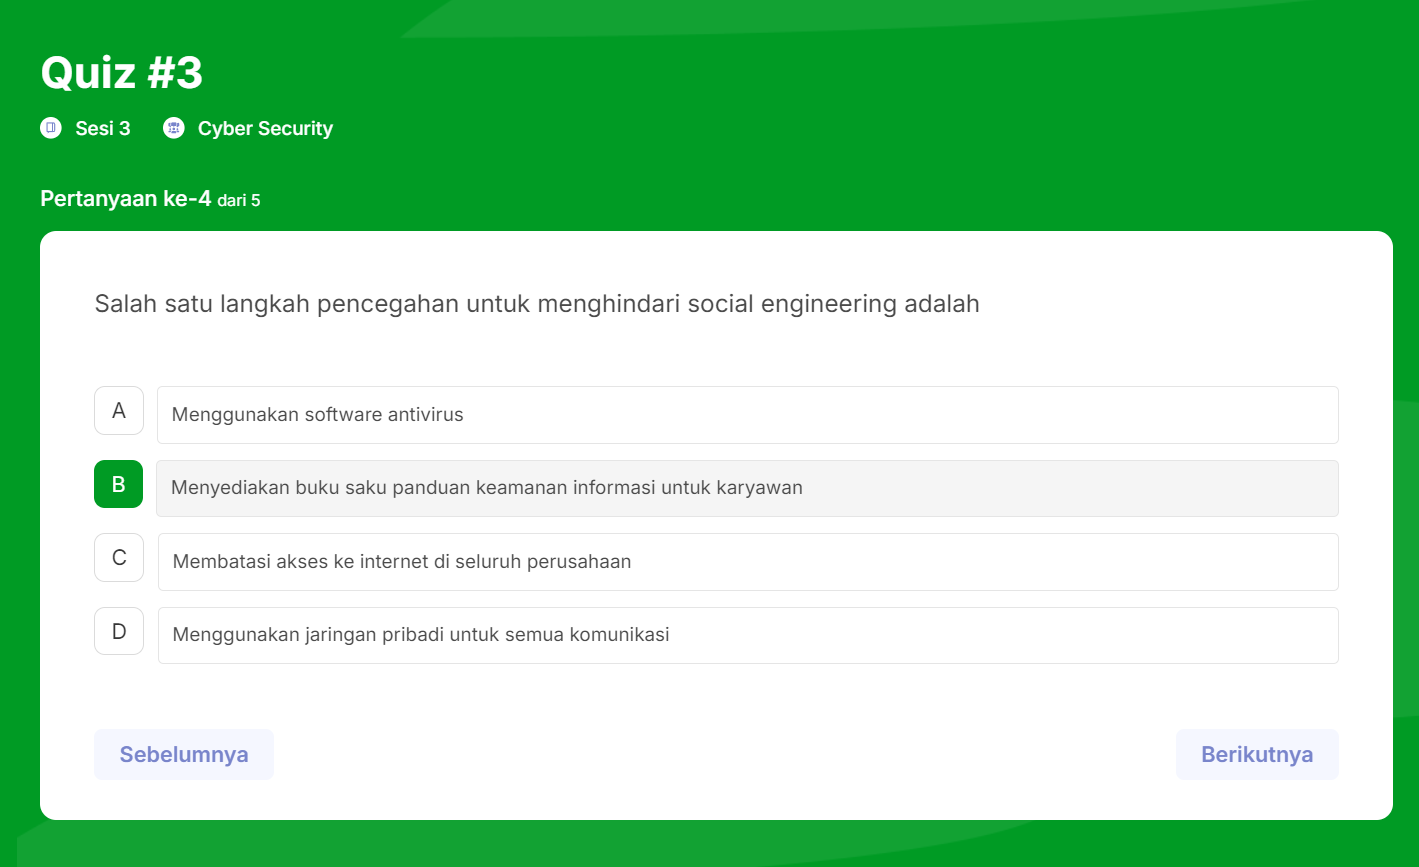 Quiz #3
Sesi 3 Cyber Security
Pertanyaan ke-4 dari 5
Salah satu langkah pencegahan untuk menghindari social engineering adalah
A Menggunakan software antivirus
B Menyediakan buku saku panduan keamanan informasi untuk karyawan
C Membatasi akses ke internet di seluruh perusahaan
D Menggunakan jaringan pribadi untuk semua komunikasi
Sebelumnya Berikutnya